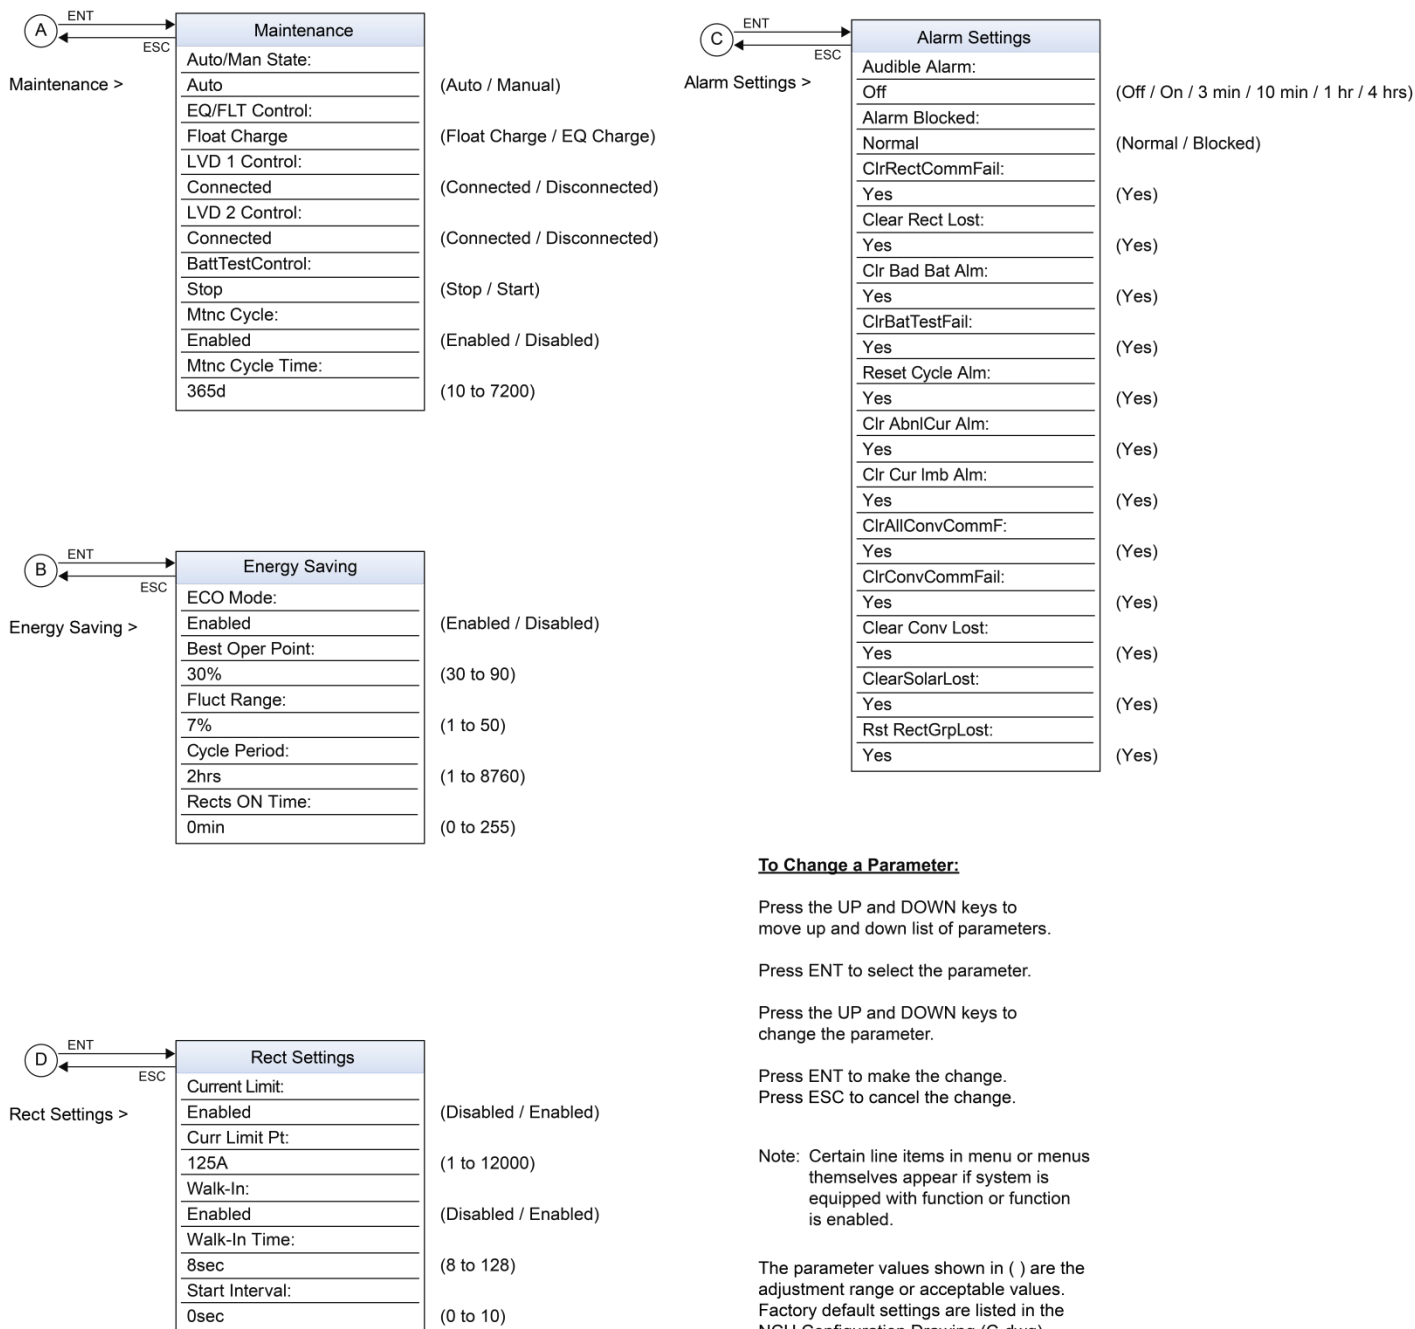 A
ENT
ESC
Maintenance >
Maintenance
Auto/Man State:
Auto (Auto / Manual)
EQ/FLT Control:
Float Charge (Float Charge / EQ Charge)
LVD 1 Control:
Connected (Connected / Disconnected)
LVD 2 Control:
Connected (Connected / Disconnected)
BattTestControl:
Stop (Stop / Start)
Mtnc Cycle:
Enabled (Enabled / Disabled)
Mtnc Cycle Time:
365d (10 to 7200)
B
ENT
ESC
Energy Saving >
Energy Saving
ECO Mode:
Enabled (Enabled / Disabled)
Best Oper Point:
30% (30 to 90)
Fluct Range:
7% (1 to 50)
Cycle Period:
2hrs (1 to 8760)
Rects ON Time:
0min (0 to 255)
D
ENT
ESC
Rect Settings >
Rect Settings
Current Limit:
Enabled (Disabled / Enabled)
Curr Limit Pt:
125A (1 to 12000)
Walk-In:
Enabled (Disabled / Enabled)
Walk-In Time:
8sec (8 to 128)
Start Interval:
0sec (0 to 10)
C
ENT
ESC
Alarm Settings >
Alarm Settings
Audible Alarm:
Off (Off / On / 3 min / 10 min / 1 hr / 4 hrs)
Alarm Blocked:
Normal (Normal / Blocked)
ClrRectCommFail:
Yes (Yes)
Clear Rect Lost:
Yes (Yes)
Clr Bad Bat Alm:
Yes (Yes)
ClrBatTestFail:
Yes (Yes)
Reset Cycle Alm:
Yes (Yes)
Clr AbnlCur Alm:
Yes (Yes)
Clr Cur Imb Alm:
Yes (Yes)
ClrAllConvCommF:
Yes (Yes)
ClrConvCommFail:
Yes (Yes)
Clear Conv Lost:
Yes (Yes)
ClearSolarLost:
Yes (Yes)
Rst RectGrpLost:
Yes (Yes)
To Change a Parameter:
Press the UP and DOWN keys to
move up and down list of parameters.
Press ENT to select the parameter.
Press the UP and DOWN keys to
change the parameter.
Press ENT to make the change.
Press ESC to cancel the change.
Note: Certain line items in menu or menus
themselves appear if system is
equipped with function or function
is enabled.
The parameter values shown in ( ) are the
adjustment range or acceptable values.
Factory default settings are listed in the
Configuration Drawing (C-dwg)